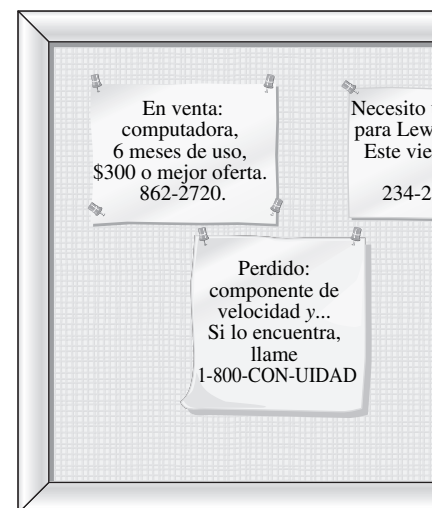 En venta:
computadora,
6 meses de uso,
$300 o mejor oferta.
862-2720.
Necesito
para Lew
Este vie
234-2
Perdido:
componente de
velocidad y...
Si lo encuentra,
llame
1-800-CON-UIDAD